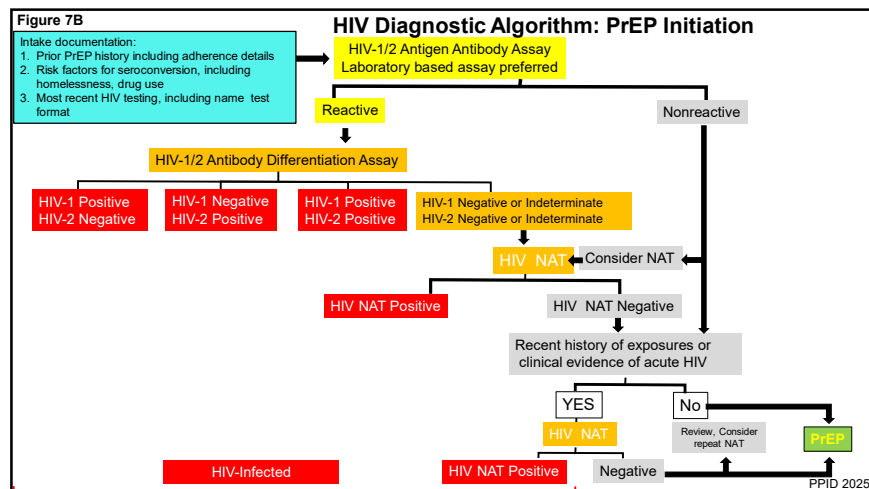 Figure 7B
HIV Diagnostic Algorithm: PrEP Initiation
Intake documentation:
1. Prior PrEP history including adherence details
2. Risk factors for seroconversion, including
homelessness, drug use
3. Most recent HIV testing, including name test
format
HIV-1/2 Antigen Antibody Assay
Laboratory based assay preferred
Reactive
Nonreactive
HIV-1/2 Antibody Differentiation Assay
HIV-1 Positive
HIV-2 Negative
HIV-1 Negative
HIV-2 Positive
HIV-1 Positive
HIV-2 Positive
HIV-1 Negative or Indeterminate
HIV-2 Negative or Indeterminate
HIV NAT
Consider NAT
HIV NAT Positive
HIV NAT Negative
Recent history of exposures or
clinical evidence of acute HIV
YES
No
HIV NAT
Review, Consider
repeat NAT
PrEP
HIV-Infected
HIV NAT Positive
Negative
PPID 2025